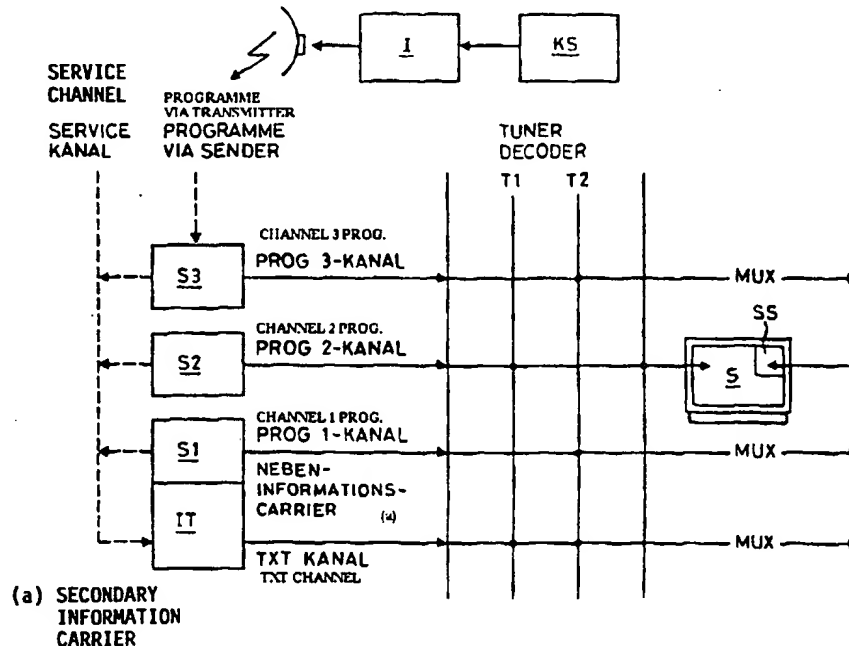 I
KS
SERVICE
CHANNEL
PROGRAMME
VIA TRANSMITTER
SERVICE
KANAL
PROGRAMME
VIA SENDER
TUNER
DECODER
T1
T2
CHANNEL 3 PROG.
S3
PROG 3-KANAL
MUX
SS
CHANNEL 2 PROG.
S2
PROG 2-KANAL
S
CHANNEL 1 PROG.
S1
PROG 1-KANAL
MUX
NEBEN-
INFORMATIONS-
CARRIER
(a)
IT
TXT KANAL
MUX
TXT CHANNEL
(a) SECONDARY
INFORMATION
CARRIER